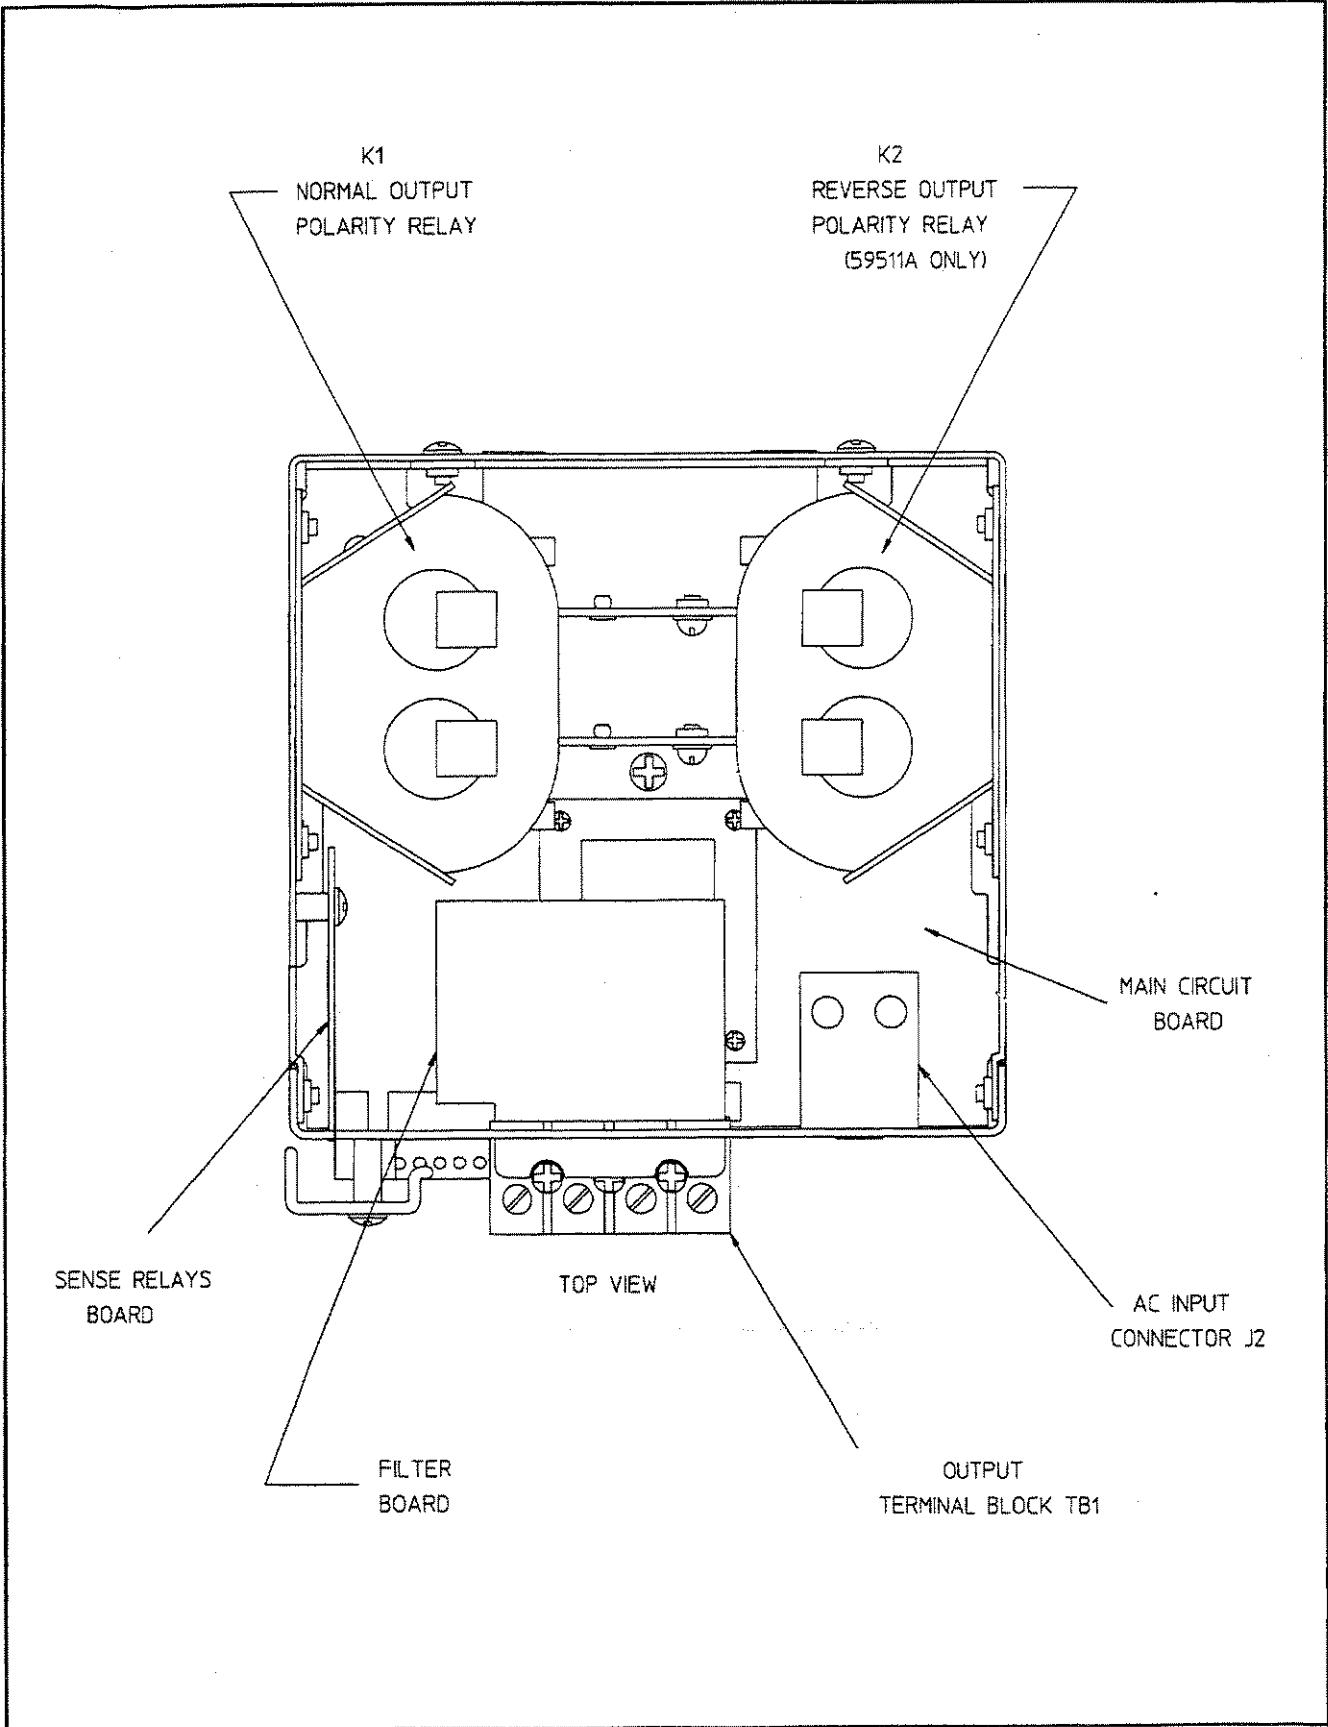 K1
NORMAL OUTPUT
POLARITY RELAY
K2
REVERSE OUTPUT
POLARITY RELAY
(59511A ONLY)
MAIN CIRCUIT
BOARD
SENSE RELAYS
BOARD
TOP VIEW
AC INPUT
CONNECTOR J2
FILTER
BOARD
OUTPUT
TERMINAL BLOCK TB1